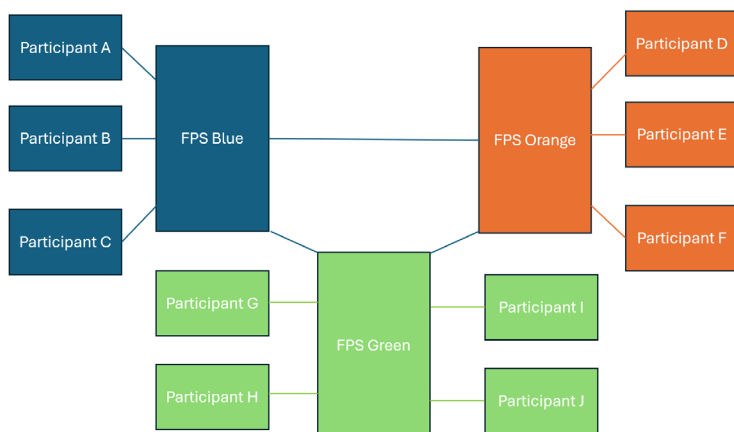 Participant A
Participant B
Participant C
FPS Blue
FPS Orange
Participant D
Participant E
Participant F
Participant G
Participant H
FPS Green
Participant I
Participant J